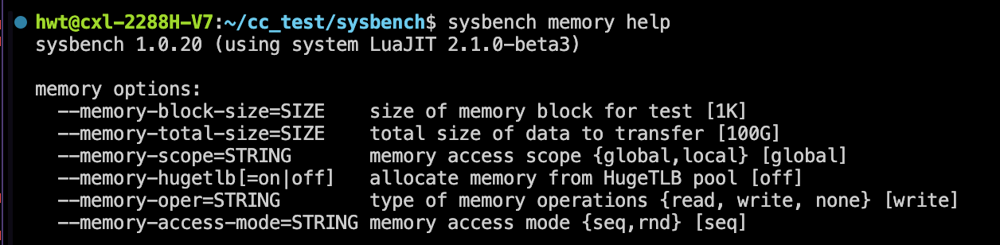 hwt@cxl-2288H-V7:~/cc_test/sysbench$ sysbench memory help
sysbench 1.0.20 (using system LuaJIT 2.1.0-beta3)

memory options:
  --memory-block-size=SIZE    size of memory block for test [1K]
  --memory-total-size=SIZE    total size of data to transfer [100G]
  --memory-scope=STRING       memory access scope {global,local} [global]
  --memory-hugetlb[=on|off]   allocate memory from HugeTLB pool [off]
  --memory-oper=STRING        type of memory operations {read, write, none} [write]
  --memory-access-mode=STRING memory access mode {seq,rnd} [seq]